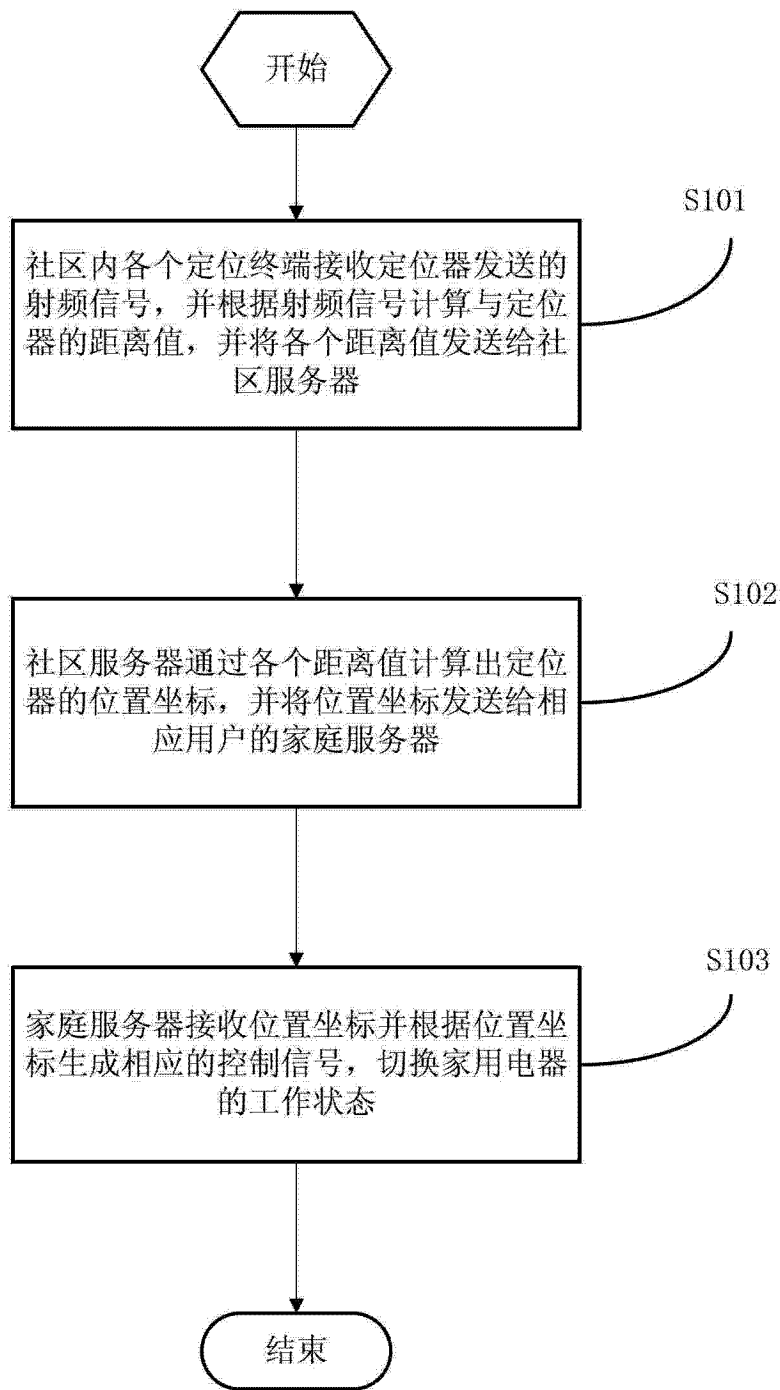 开始
S101
社区内各个定位终端接收定位器发送的
射频信号，并根据射频信号计算与定位
器的距离值，并将各个距离值发送给社
区服务器
S102
社区服务器通过各个距离值计算出定位
器的位置坐标，并将位置坐标发送给相
应用户的家庭服务器
S103
家庭服务器接收位置坐标并根据位置坐
标生成相应的控制信号，切换家用电器
的工作状态
结束